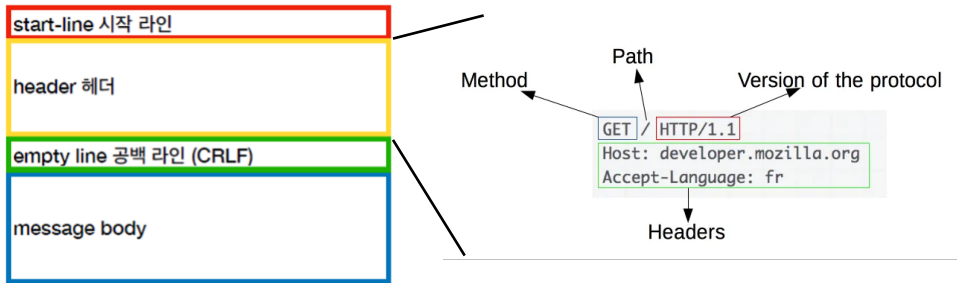 start-line 시작 라인
header 헤더
empty line 공백 라인 (CRLF)
message body
Path
Method
Version of the protocol
GET / HTTP/1.1
Host: developer.mozilla.org
Accept-Language: fr
Headers